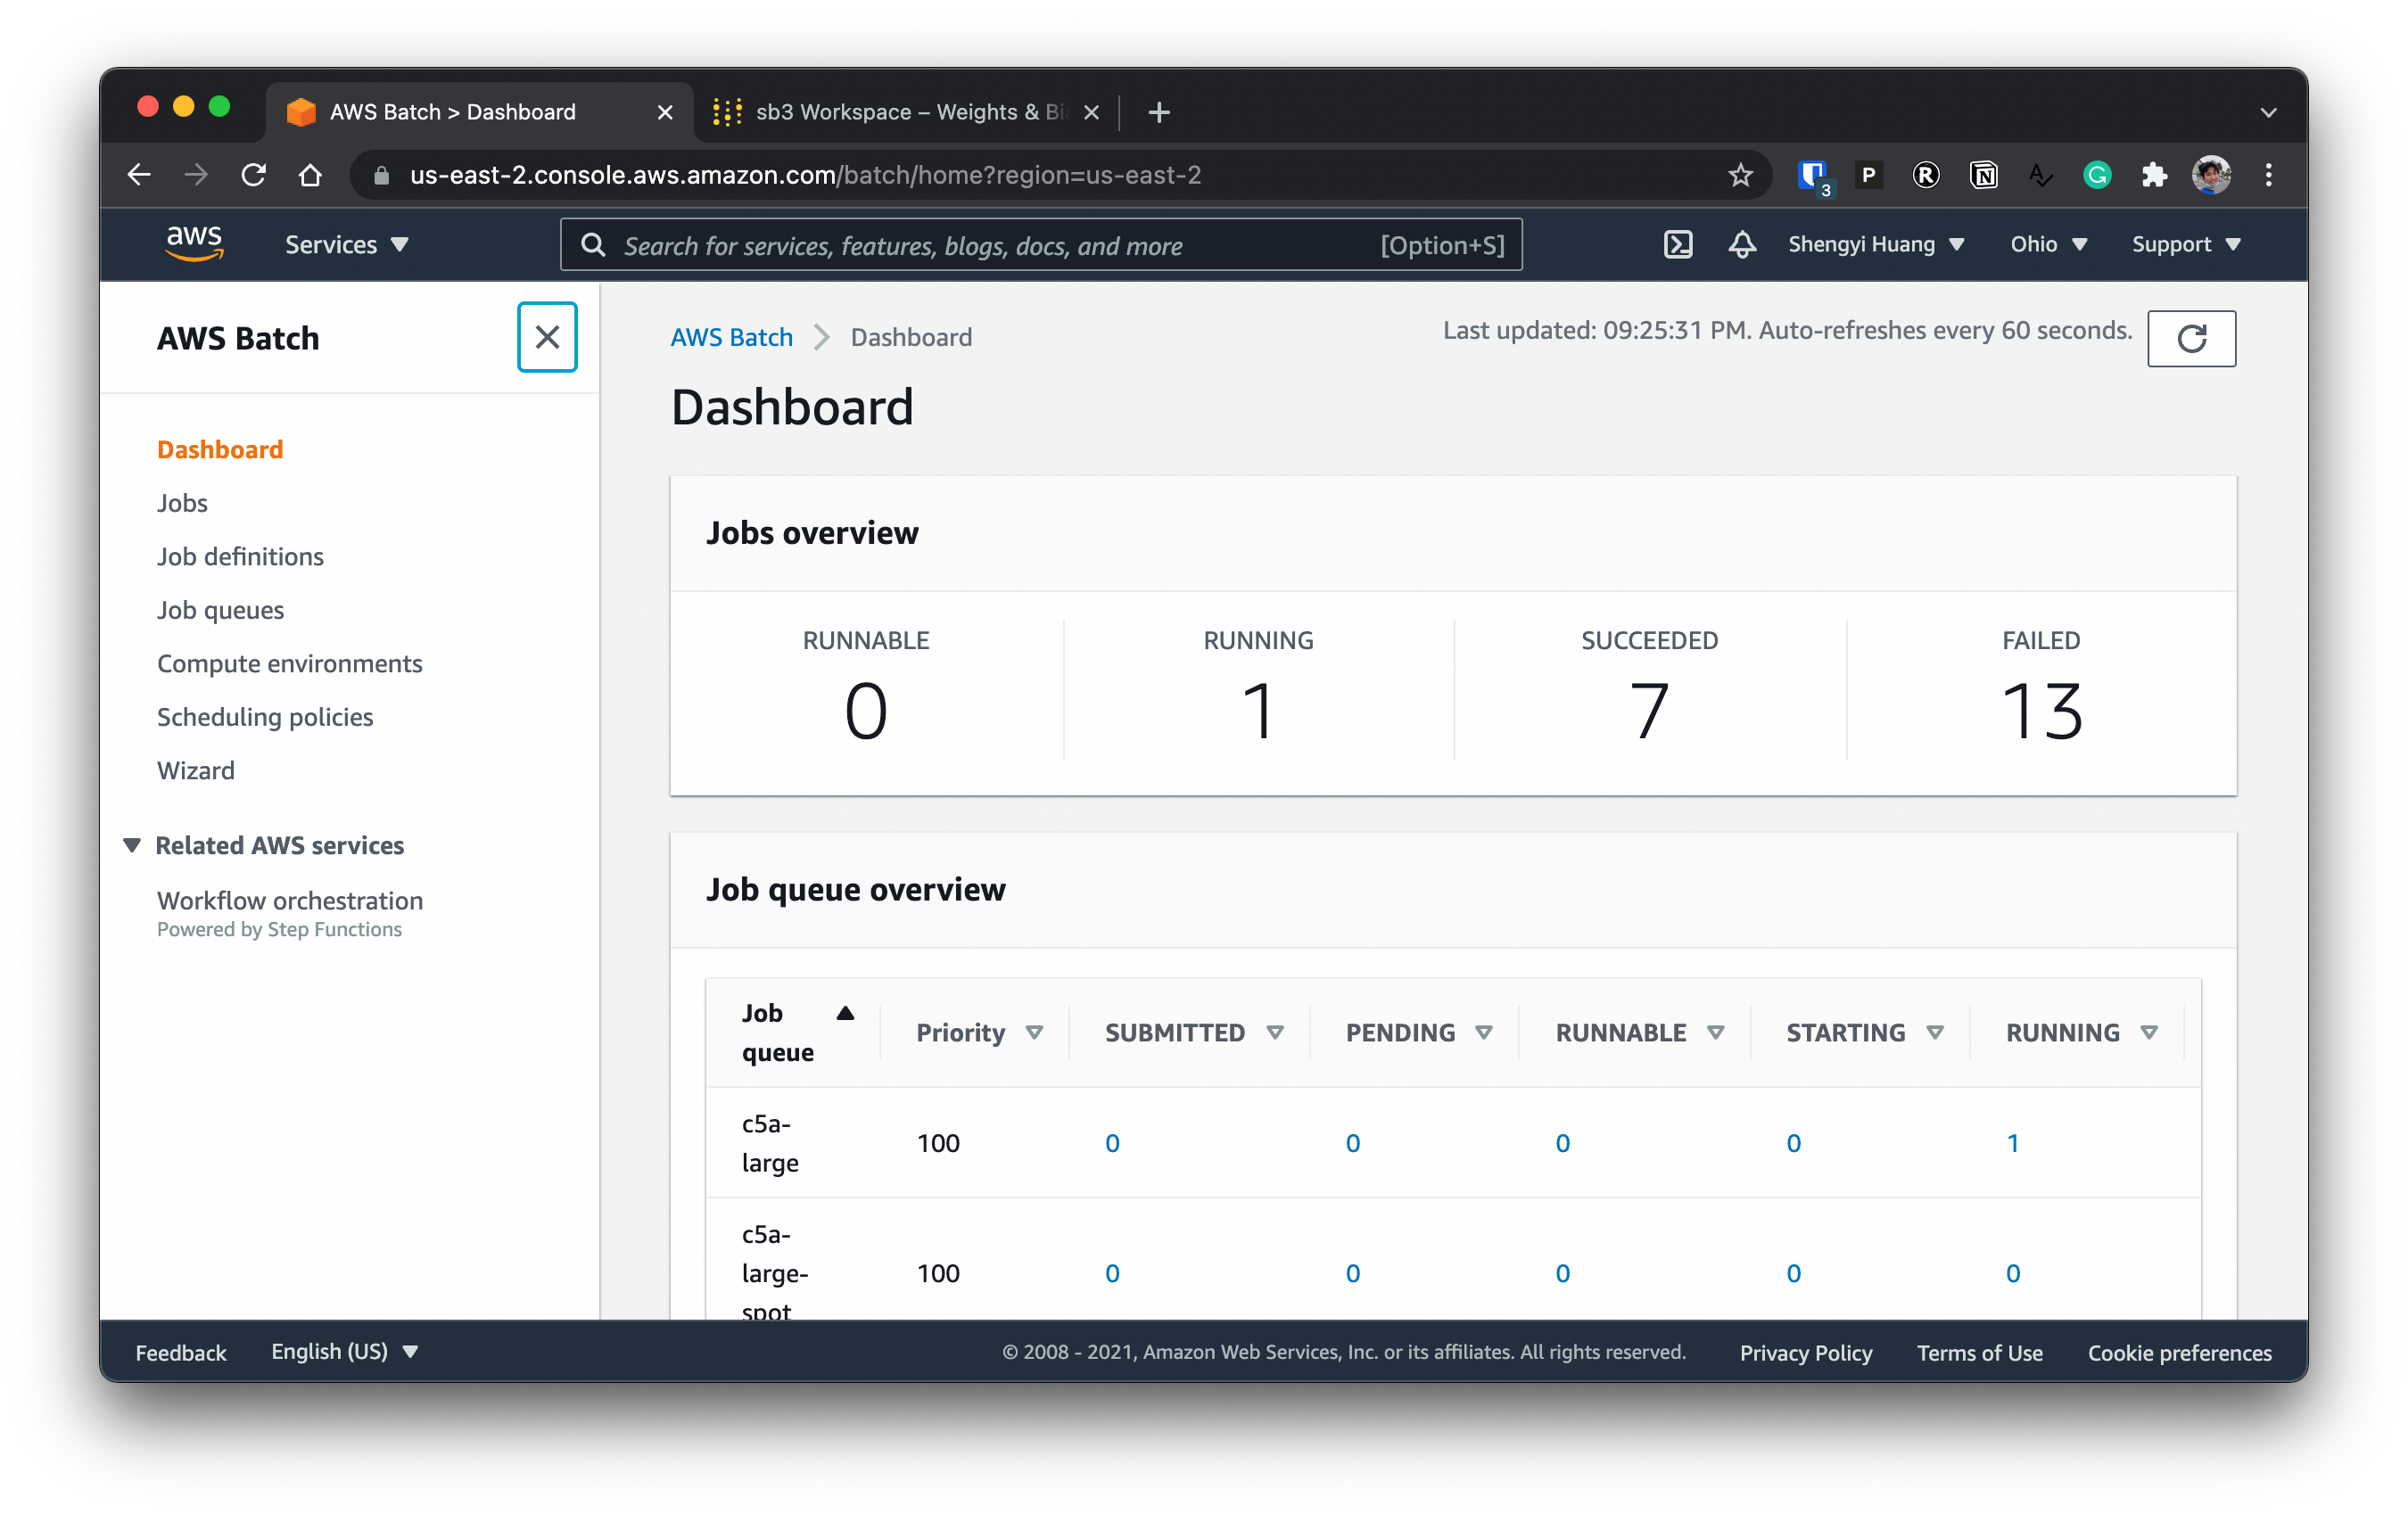 AWS Batch > Dashboard
sb3 Workspace – Weights & Bi
us-east-2.console.aws.amazon.com/batch/home?region=us-east-2
3
P
R
N
A
G
aws
Services
Search for services, features, blogs, docs, and more
[Option+S]
Shengyi Huang
Ohio
Support
AWS Batch
Dashboard
Jobs
Job definitions
Job queues
Compute environments
Scheduling policies
Wizard
Related AWS services
Workflow orchestration
Powered by Step Functions
AWS Batch > Dashboard
Last updated: 09:25:31 PM. Auto-refreshes every 60 seconds.
Dashboard
Jobs overview
RUNNABLE RUNNING SUCCEEDED FAILED
0 1 7 13
Job queue overview
Job
queue
Priority SUBMITTED PENDING RUNNABLE STARTING RUNNING
c5a-
large
100 0 0 0 0 1
c5a-
large-
spot
100 0 0 0 0 0
Feedback
English (US)
© 2008 - 2021, Amazon Web Services, Inc. or its affiliates. All rights reserved.
Privacy Policy
Terms of Use
Cookie preferences